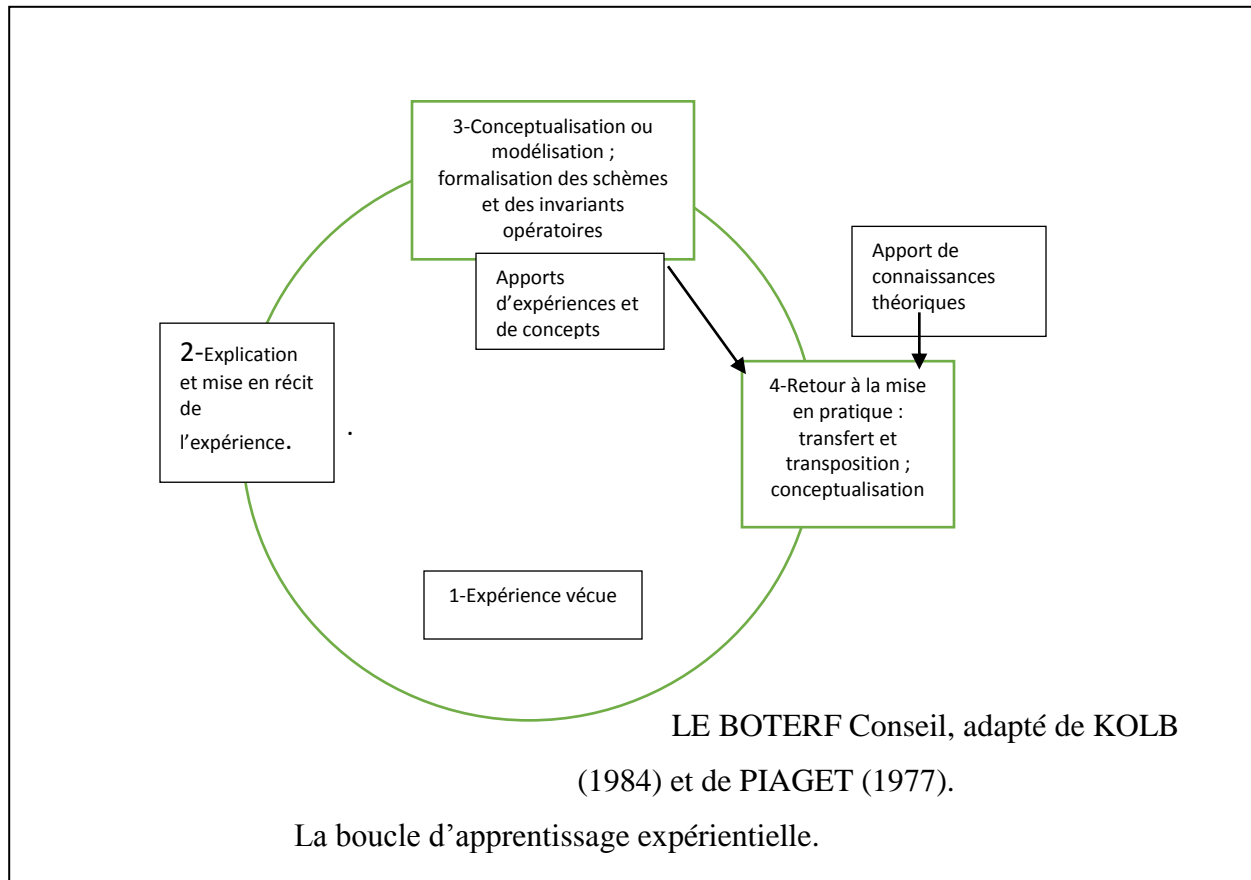 3-Conceptualisation ou
modélisation ;
formalisation des schèmes
et des invariants
opératoires
Apports
d’expériences et
de concepts
Apport de
connaissances
théoriques
2-Explication
et mise en récit
de
l’expérience.
.
4-Retour à la mise
en pratique :
transfert et
transposition ;
conceptualisation
1-Expérience vécue
LE BOTERF Conseil, adapté de KOLB
(1984) et de PIAGET (1977).
La boucle d’apprentissage expérientielle.